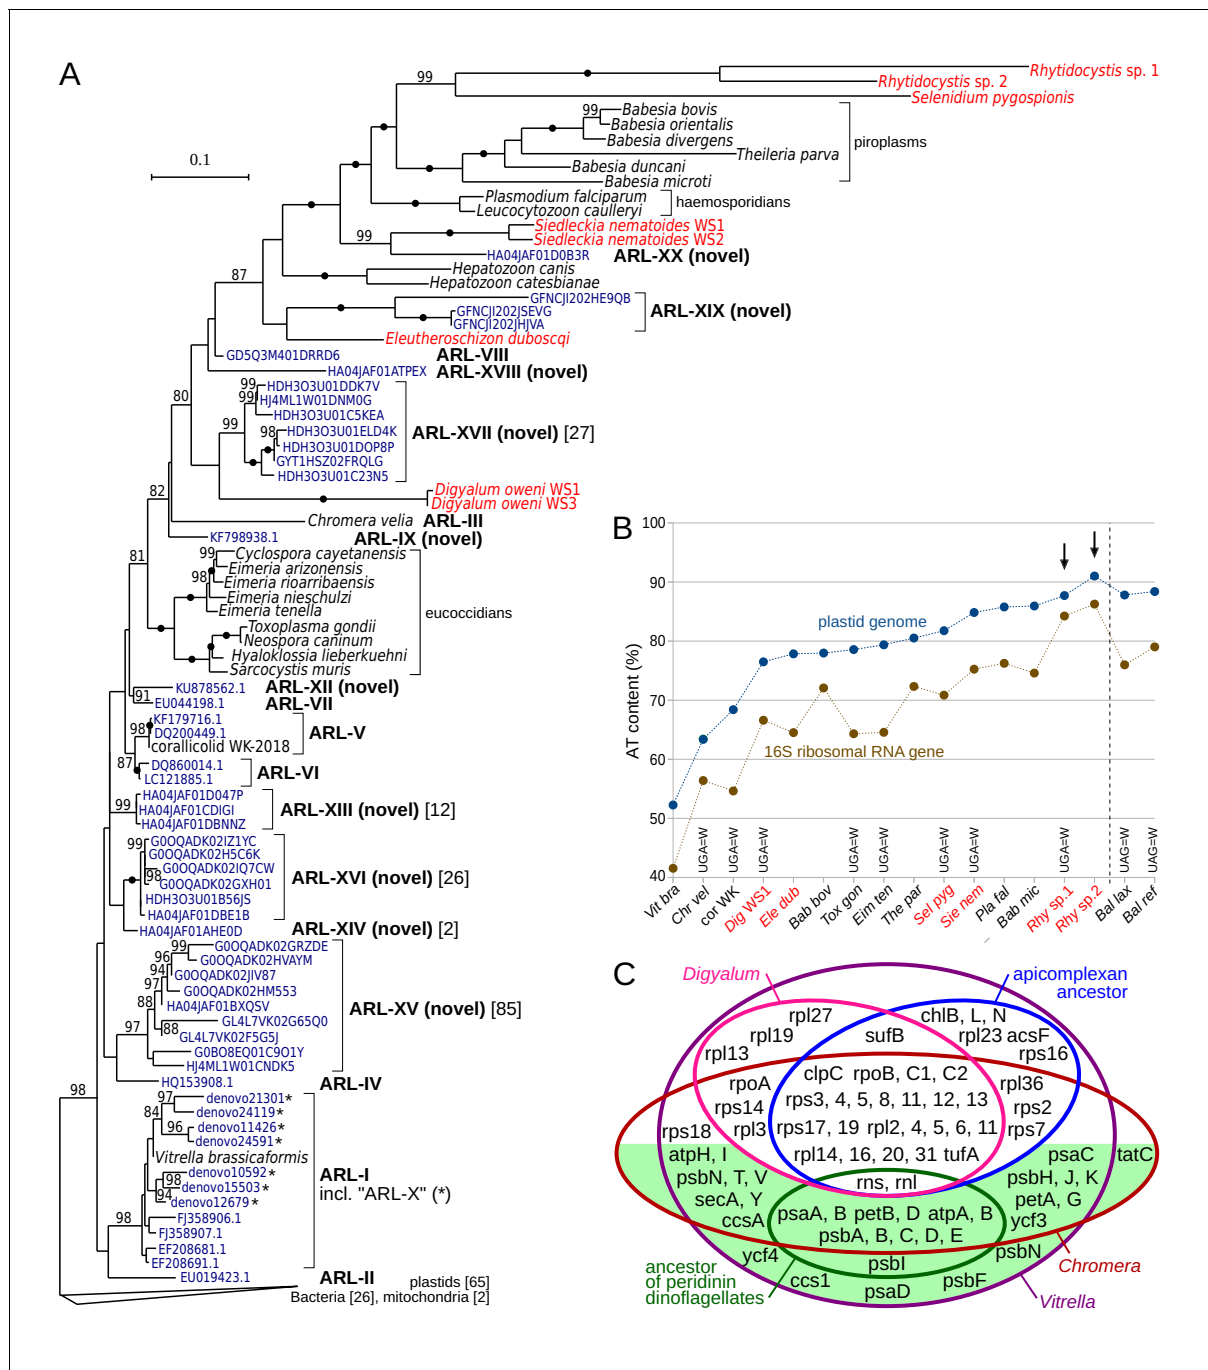 A
99
Rhytidocystis sp. 1
Rhytidocystis sp. 2
Selenidium pygospionis
99
Babesia bovis
Babesia orientalis
Babesia divergens
Theileria parva
piroplasms
Babesia duncani
Babesia microti
0.1
Plasmodium falciparum
haemosporidians
Leucocytozoon caulleryi
Siedleckia nematoides WS1
99
Siedleckia nematoides WS2
HA04JAF01D0B3R
ARL-XX (novel)
Hepatozoon canis
87
Hepatozoon catesbianae
GFNCJI202HE9QB
GFNCJI202JSEVG
ARL-XIX (novel)
GFNCJI202JHJVA
Eleutheroschizon duboscqi
GD5Q3M401DRRD6
ARL-VIII
HA04JAF01ATPEX
ARL-XVIII (novel)
99
HDH3O3U01DDK7V
80
99
HJ4ML1W01DNM0G
HDH3O3U01C5KEA
99
98
HDH3O3U01ELD4K
ARL-XVII (novel) [27]
HDH3O3U01DOP8P
GYT1HSZ02FRQLG
HDH3O3U01C23N5
82
Digyalum oweni WS1
Digyalum oweni WS3
Chromera velia
ARL-III
KF798938.1
ARL-IX (novel)
81
99
Cyclospora cayetanensis
Eimeria arizonensis
98
Eimeria rioarribaensis
Eimeria nieschulzi
Eimeria tenella
eucoccidians
Toxoplasma gondii
Neospora caninum
Hyaloklossia lieberkuehni
Sarcocystis muris
KU878562.1
ARL-XII (novel)
91
EU044198.1
ARL-VII
KF179716.1
98
DQ200449.1
ARL-V
corallicolid WK-2018
87
DQ860014.1
ARL-VI
LC121885.1
HA04JAF01D047P
99
HA04JAF01CDIGI
ARL-XIII (novel) [12]
HA04JAF01DBNNZ
99
G0OQADK02IZ1YC
G0OQADK02H5C6K
G0OQADK02IQ7CW
98
G0OQADK02GXH01
ARL-XVI (novel) [26]
HDH3O3U01B56JS
HA04JAF01DBE1B
HA04JAF01AHE0D
ARL-XIV (novel) [2]
99
G0OQADK02GRZDE
96
G0OQADK02HVAYM
94
G0OQADK02JIV87
97
G0OQADK02HM553
88
HA04JAF01BXQSV
ARL-XV (novel) [85]
GL4L7VK02G65Q0
97
88
GL4L7VK02F5G5J
G0BO8EQ01C9O1Y
HJ4ML1W01CNDK5
HQ153908.1
ARL-IV
98
97
denovo21301*
84
denovo24119*
96
denovo11426*
denovo24591*
Vitrella brassicaformis
ARL-I
denovo10592*
98
denovo15503*
incl. "ARL-X" (*)
94
denovo12679*
98
FJ358906.1
FJ358907.1
EF208681.1
EF208691.1
EU019423.1
ARL-II
plastids [65]
Bacteria [26], mitochondria [2]
B
AT content (%)
100
90
80
70
60
50
40
plastid genome
16S ribosomal RNA gene
UGA=W
UGA=W
UGA=W
UGA=W
UGA=W
UGA=W
UGA=W
UGA=W
UAG=W
UAG=W
Vit bra
Chr vel
cor WK
Dig WS1
Ele dub
Bab bov
Tox gon
Eim ten
The par
Sel pyg
Sie nem
Pla fal
Bab mic
Rhy sp.1
Rhy sp.2
Bal lax
Bal ref
C
Digyalum
apicomplexan
ancestor
rpl27
chlB, L, N
rpl19
sufB
rpl23 acsF
rpl13
rps16
rpoA
clpC rpoB, C1, C2
rpl36
rps14
rps3, 4, 5, 8, 11, 12, 13
rps2
rps18
rpl3
rps17, 19 rpl2, 4, 5, 6, 11
rps7
atpH, I
rpl14, 16, 20, 31 tufA
psaC
tatC
psbN, T, V
rns, rnl
psbH, J, K
secA, Y
petA, G
ccsA
psaA, B petB, D atpA, B
ycf3
psbA, B, C, D, E
ycf4
psbI
psbN
Chromera
ancestor
of peridinin
dinoflagellates
ccs1
psaD
psbF
Vitrella